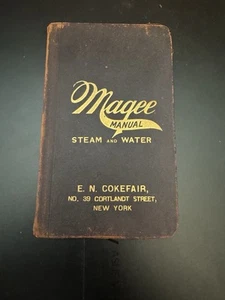 Magee
MANUAL
STEAM AND WATER
E. N. COKEFAIR,
NO. 39 CORTLANDT STREET,
NEW YORK